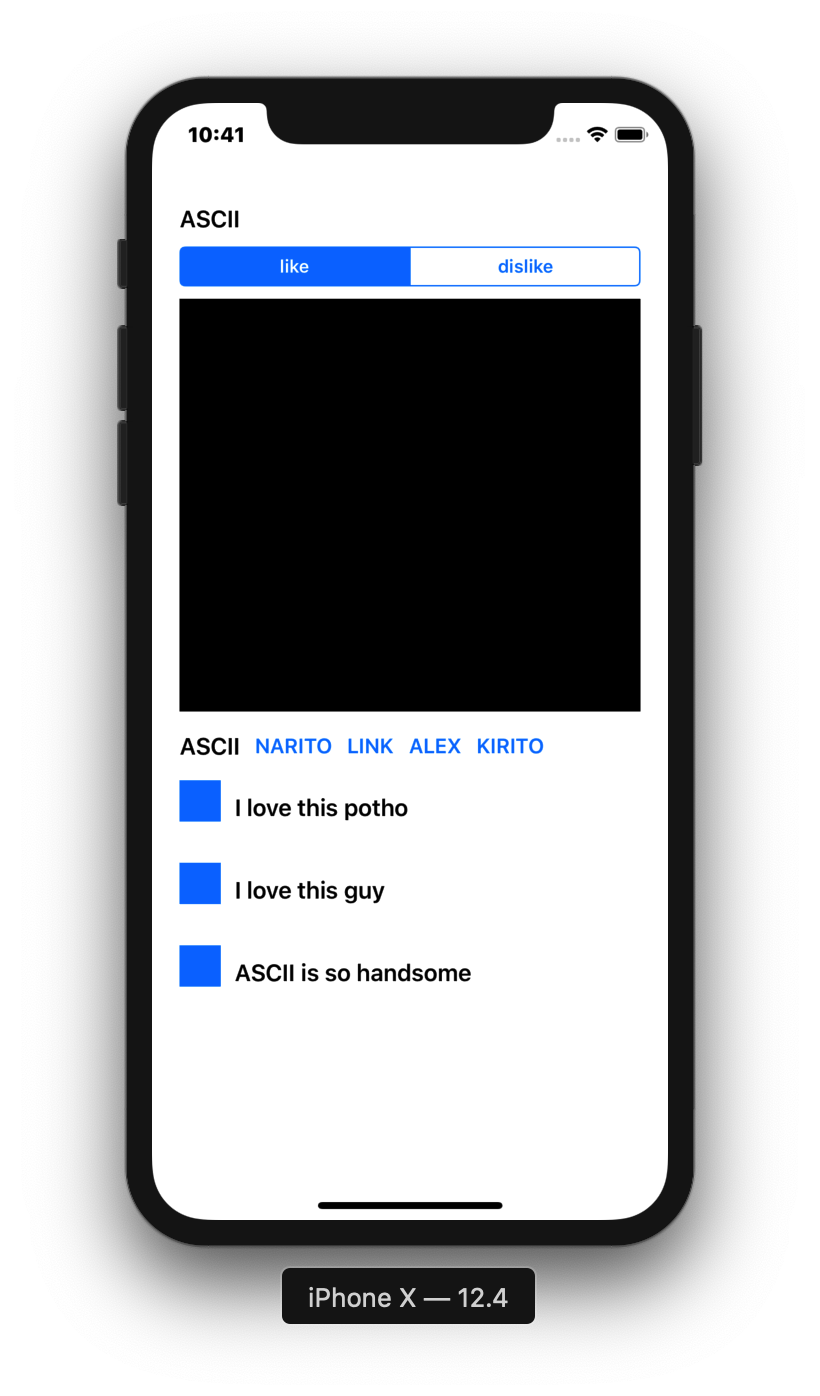 10:41
ASCII
like dislike
ASCII NARITO LINK ALEX KIRITO
I love this potho
I love this guy
ASCII is so handsome
iPhone X — 12.4